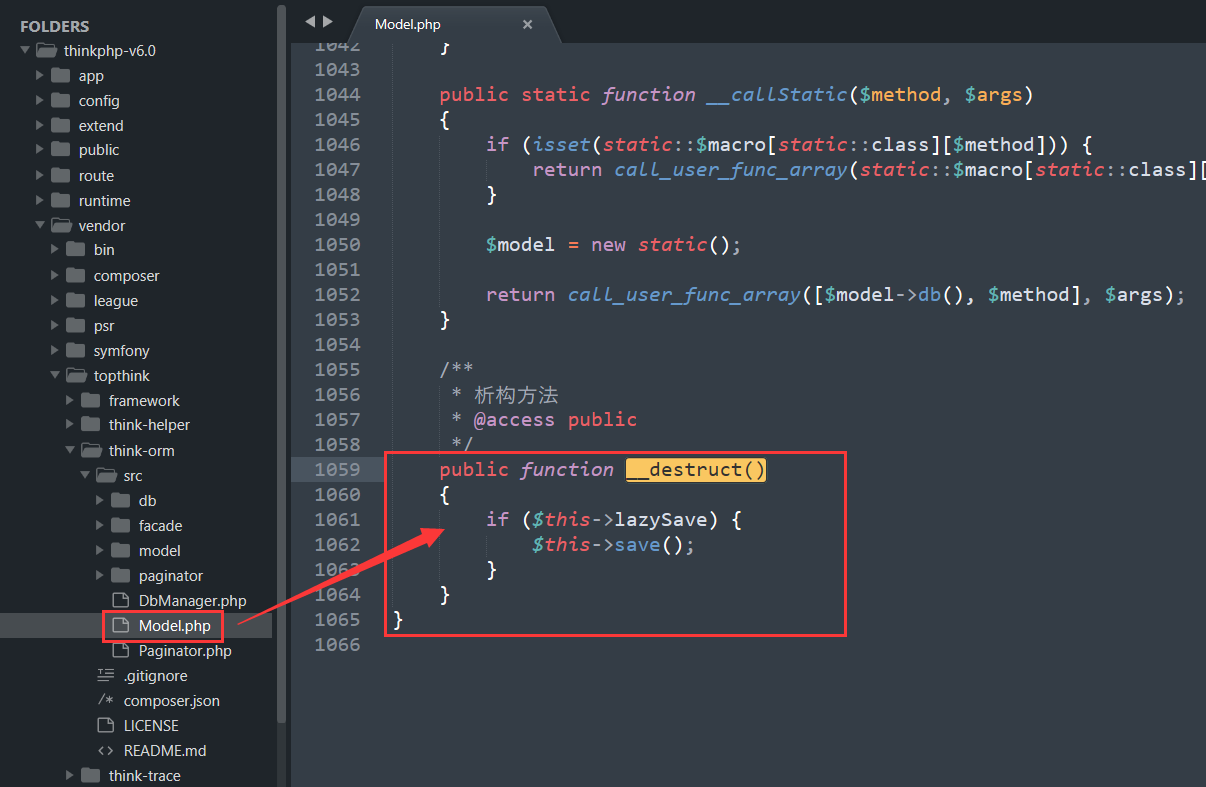 FOLDERS
thinkphp-v6.0
app
config
extend
public
route
runtime
vendor
bin
composer
league
psr
symfony
topthink
framework
think-helper
think-orm
src
db
facade
model
paginator
DbManager.php
Model.php
Paginator.php
.gitignore
/* composer.json
LICENSE
<> README.md
think-trace
Model.php ×
1042 }
1043
1044 public static function __callStatic($method, $args)
1045 {
1046 if (isset(static::$macro[static::class][$method])) {
1047 return call_user_func_array(static::$macro[static::class][
1048 }
1049
1050 $model = new static();
1051
1052 return call_user_func_array([$model->db(), $method], $args);
1053 }
1054
1055 /**
1056 * 析构方法
1057 * @access public
1058 */
1059 public function __destruct()
1060 {
1061 if ($this->lazySave) {
1062 $this->save();
1063 }
1064 }
1065 }
1066